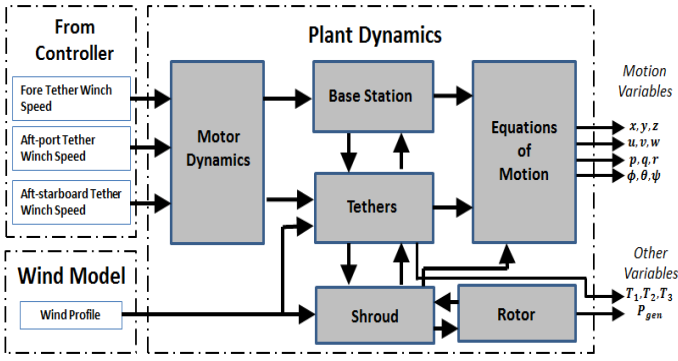 From
Controller
Fore Tether Winch
Speed
Aft-port Tether
Winch Speed
Aft-starboard Tether
Winch Speed
Wind Model
Wind Profile
Plant Dynamics
Motor
Dynamics
Base Station
Tethers
Shroud
Rotor
Equations
of
Motion
Motion
Variables
x, y, z
u, v, w
p, q, r
ϕ, θ, ψ
Other
Variables
T₁, T₂, T₃
P_gen